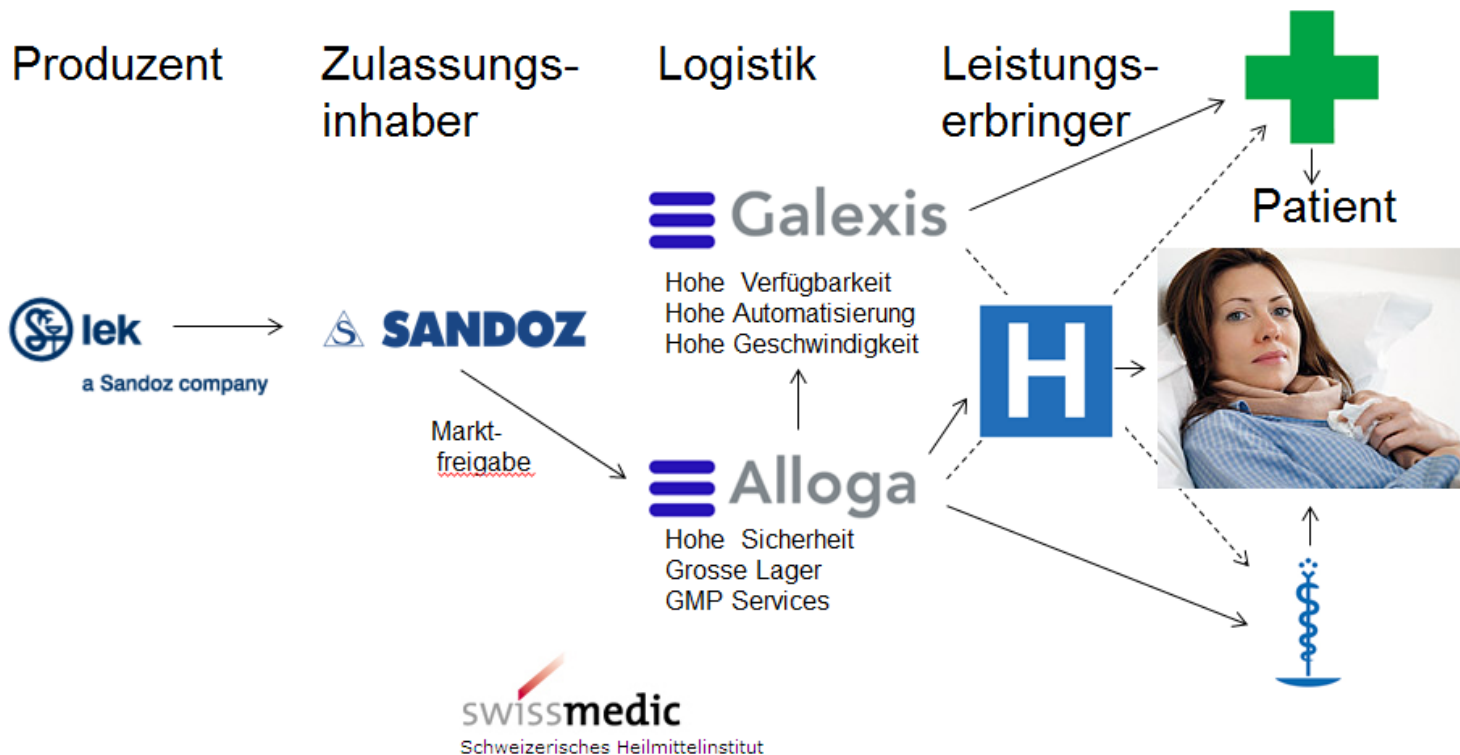 Produzent
Zulassungs-
inhaber
Logistik
Leistungs-
erbringer
Patient
Galexis
Hohe Verfügbarkeit
Hohe Automatisierung
Hohe Geschwindigkeit
lek
a Sandoz company
S
SANDOZ
H
Markt-
freigabe
Alloga
Hohe Sicherheit
Grosse Lager
GMP Services
swissmedic
Schweizerisches Heilmittelinstitut